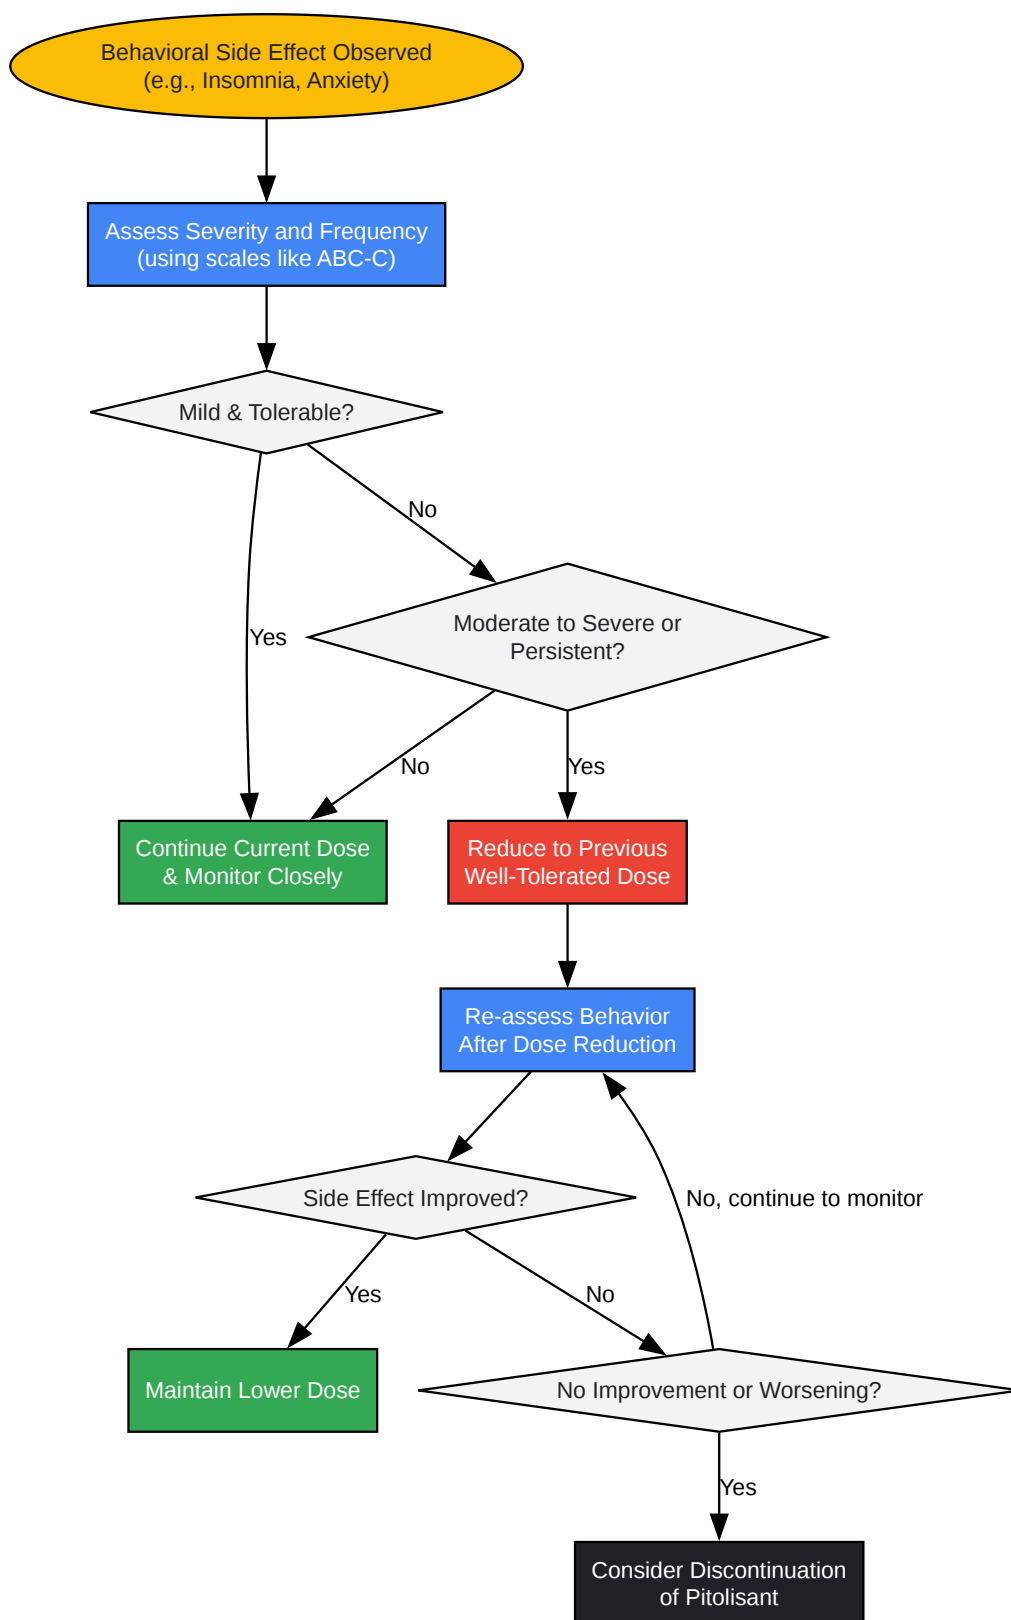 Behavioral Side Effect Observed
(e.g., Insomnia, Anxiety)
Assess Severity and Frequency
(using scales like ABC-C)
Mild & Tolerable?
No
Yes
Moderate to Severe or
Persistent?
No
Yes
Continue Current Dose
& Monitor Closely
Reduce to Previous
Well-Tolerated Dose
Re-assess Behavior
After Dose Reduction
Side Effect Improved?
No, continue to monitor
Yes
No
Maintain Lower Dose
No Improvement or Worsening?
Yes
Consider Discontinuation
of Pitolisant